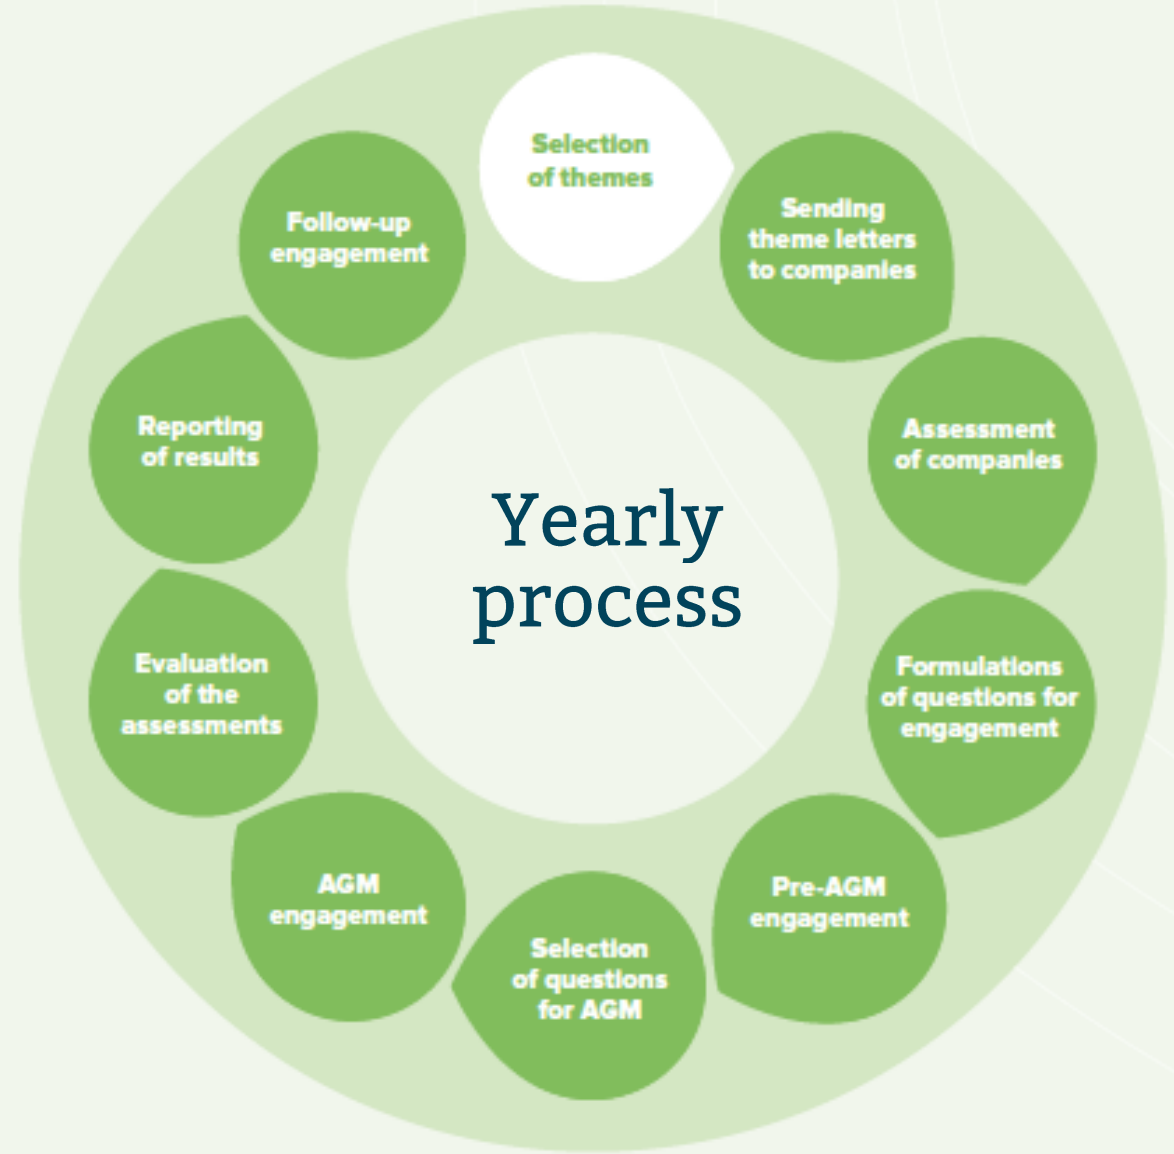 Selection
of themes
Sending
theme letters
to companies
Assessment
of companies
Formulations
of questions for
engagement
Pre-AGM
engagement
Selection
of questions
for AGM
AGM
engagement
Evaluation
of the
assessments
Reporting
of results
Follow-up
engagement
Yearly
process